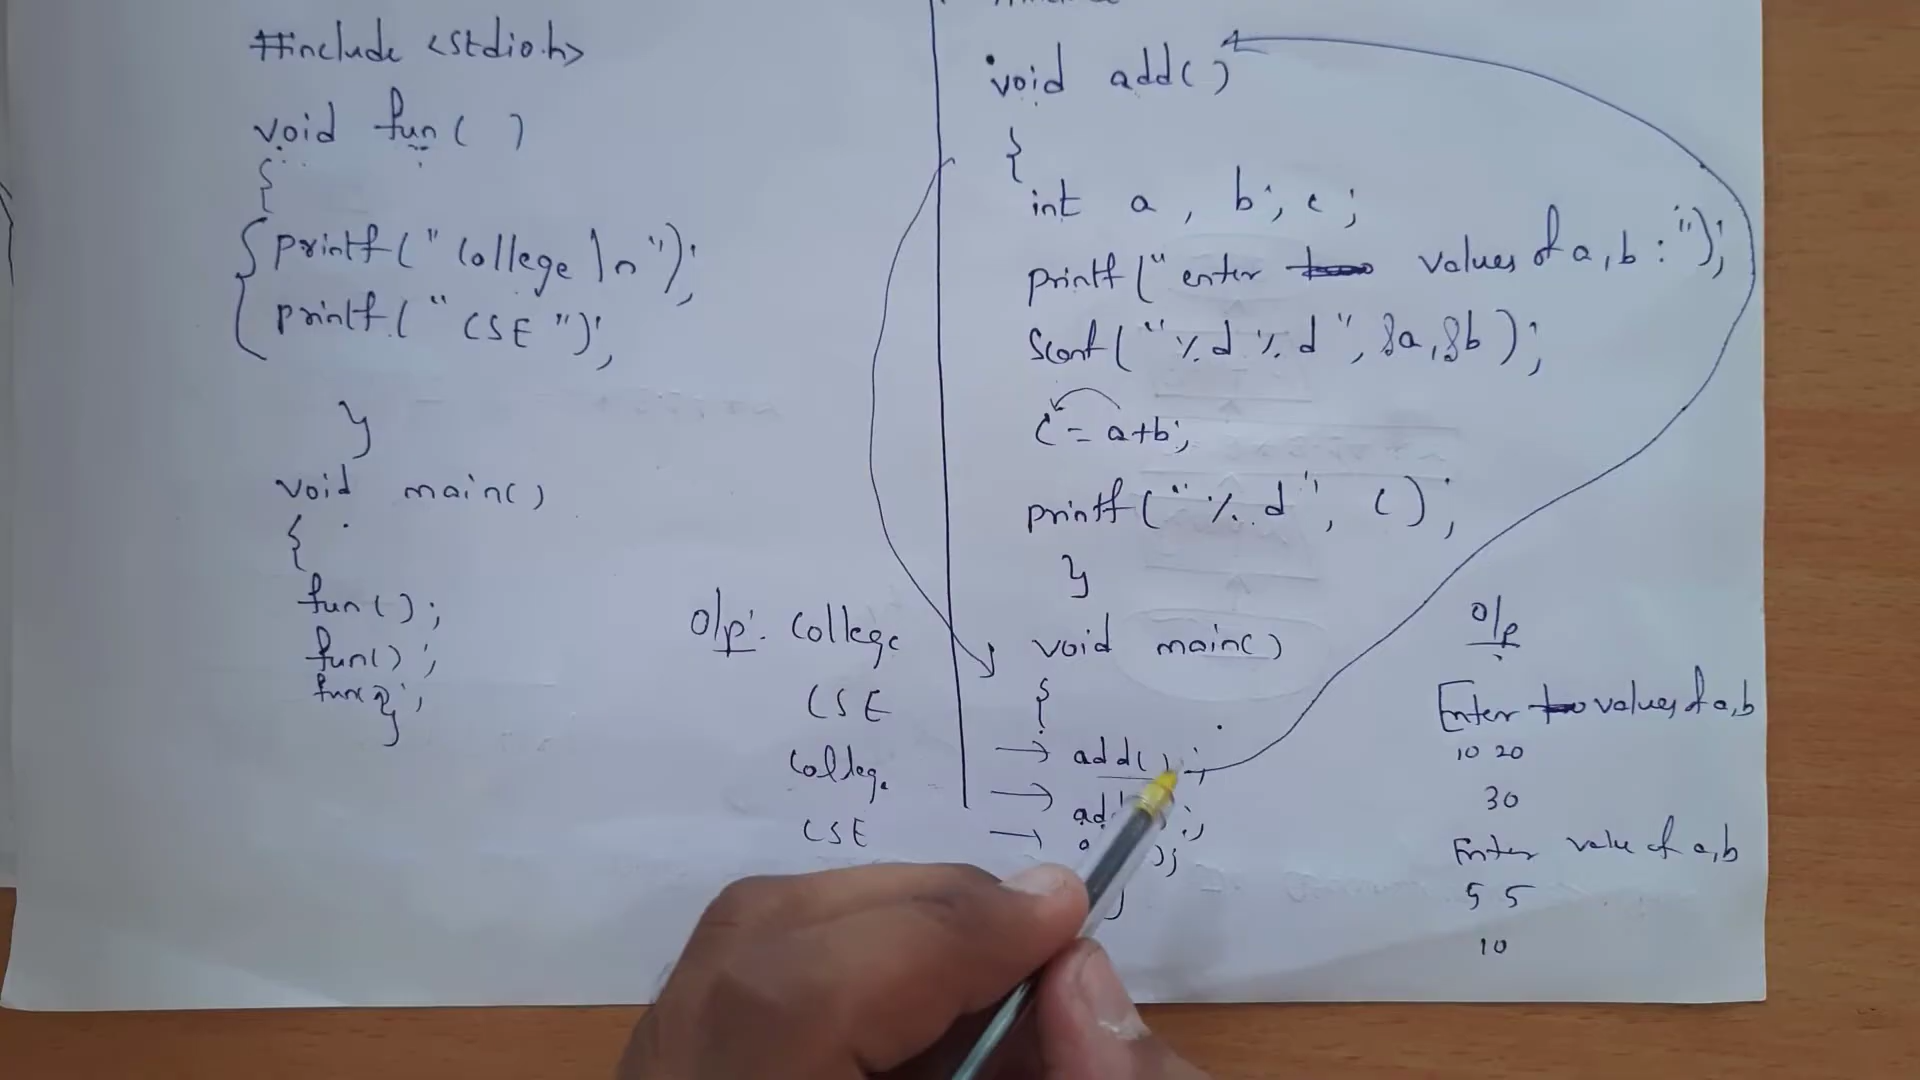 #include <stdio.h>
void fun( )
{
printf("College \n");
printf("CSE");
}
void main()
{
fun();
fun();
fun();
}
O/P: College
CSE
College
CSE
void add()
{
int a, b, c;
printf("enter values of a,b:");
Scanf("%d%d", &a,&b);
C = a+b;
printf("%d", C);
}
void main()
{
→ add();
→
→
}
O/P
Enter values of a,b
10 20
30
Enter value of a,b
5 5
10